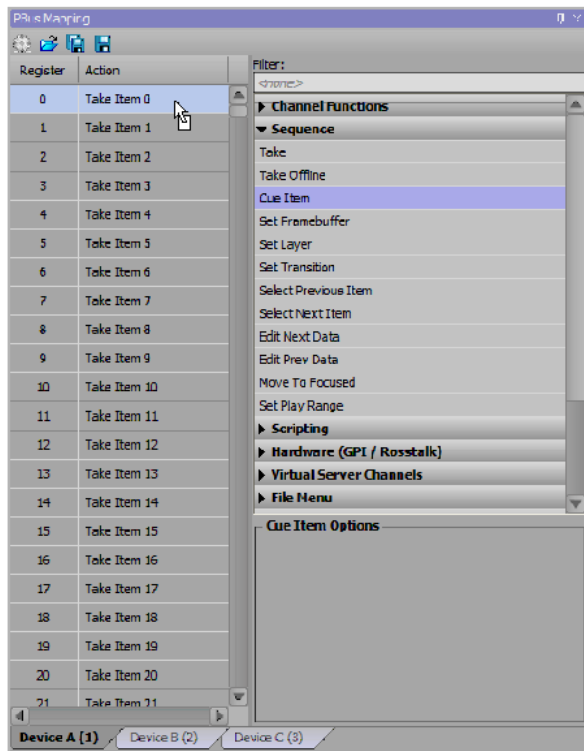 PBus Mapping
Register Action
0 Take Item 0
1 Take Item 1
2 Take Item 2
3 Take Item 3
4 Take Item 4
5 Take Item 5
6 Take Item 6
7 Take Item 7
8 Take Item 8
9 Take Item 9
10 Take Item 10
11 Take Item 11
12 Take Item 12
13 Take Item 13
14 Take Item 14
15 Take Item 15
16 Take Item 16
17 Take Item 17
18 Take Item 18
19 Take Item 19
20 Take Item 20
21 Take Item 21
Filter:
<none>
Channel Functions
Sequence
Take
Take Offline
Cue Item
Set Framebuffer
Set Layer
Set Transition
Select Previous Item
Select Next Item
Edit Next Data
Edit Prev Data
Move To Focused
Set Play Range
Scripting
Hardware (GPI / Rosstalk)
Virtual Server Channels
File Menu
Cue Item Options
Device A (1) Device B (2) Device C (3)